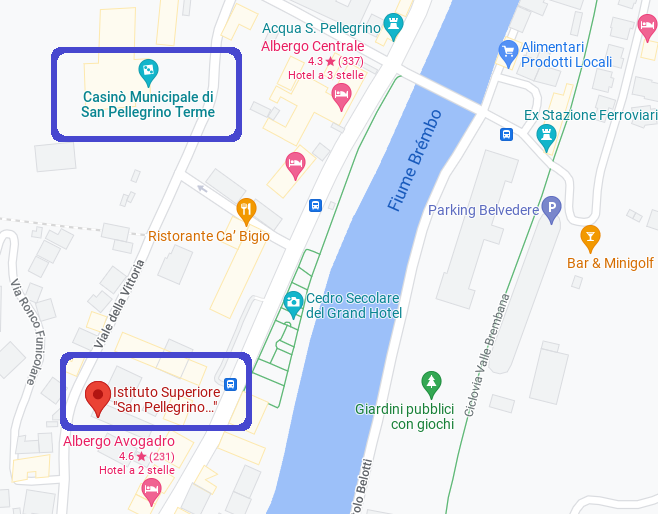 Acqua S. Pellegrino
Albergo Centrale
4.3★(337)
Hotel a 3 stelle
Alimentari
Prodotti Locali
Casinò Municipale di
San Pellegrino Terme
Ex Stazione Ferroviari
Fiume Brémbo
Parking Belvedere
P
Ristorante Ca' Bigio
Bar & Minigolf
Viale della Vittoria
Via Ronco Funicolare
Cedro Secolare
del Grand Hotel
Ciclovia-Valle-Brembana
Istituto Superiore
"San Pellegrino..."
Giardini pubblici
con giochi
Albergo Avogadro
4.6★(231)
Hotel a 2 stelle
olo Belotti